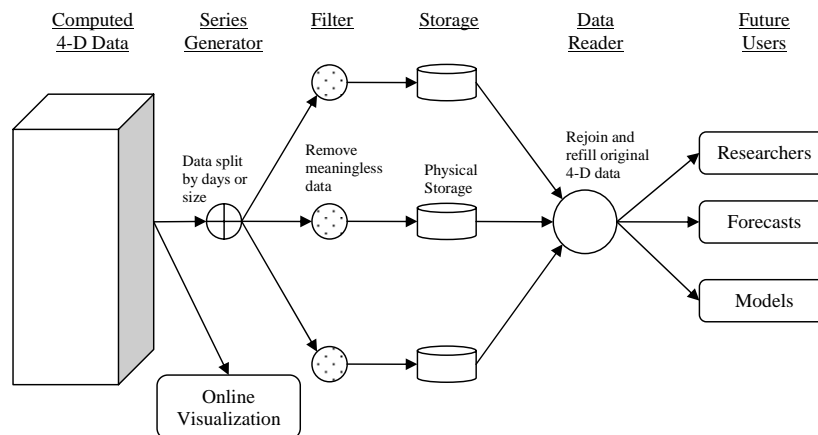 Computed
4-D Data
Series
Generator
Filter
Storage
Data
Reader
Future
Users
Data split
by days or
size
Remove
meaningless
data
Physical
Storage
Rejoin and
refill original
4-D data
Researchers
Forecasts
Models
Online
Visualization